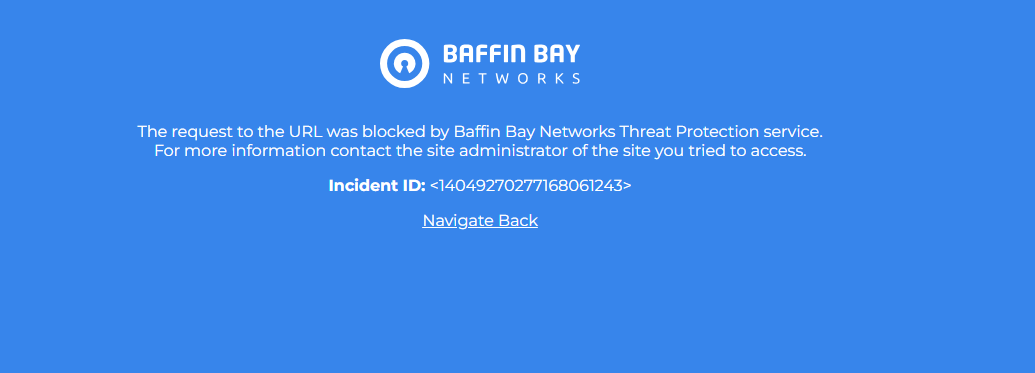 BAFFIN BAY
NETWORKS
The request to the URL was blocked by Baffin Bay Networks Threat Protection service.
For more information contact the site administrator of the site you tried to access.
Incident ID: <14049270277168061243>
Navigate Back